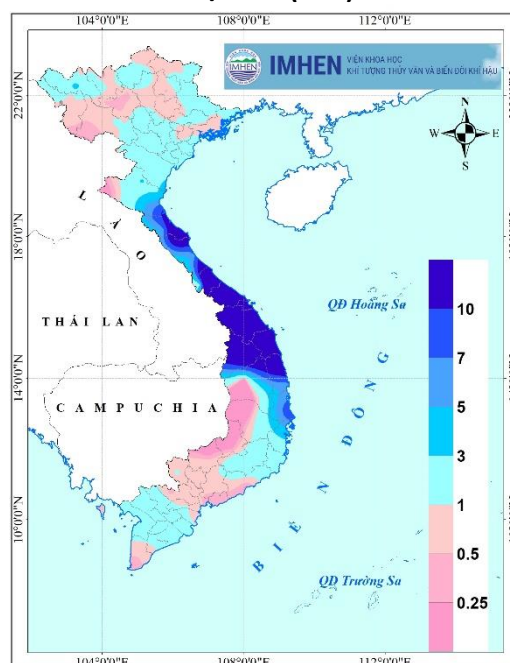 104°0'0"E 108°0'0"E 112°0'0"E
IMHEN VIỆN KHOA HỌC
KHÍ TƯỢNG THỦY VĂN VÀ BIẾN ĐỔI KHÍ HẬU
22°0'0"N
N
W E
S
LÀO
18°0'0"N
QĐ Hoàng Sa
THÁI LAN
10
7
14°0'0"N
CAMPUCHIA
5
3
BIỂN ĐÔNG
1
10°0'0"N
0.5
QĐ Trường Sa
0.25
104°0'0"E 108°0'0"E 112°0'0"E